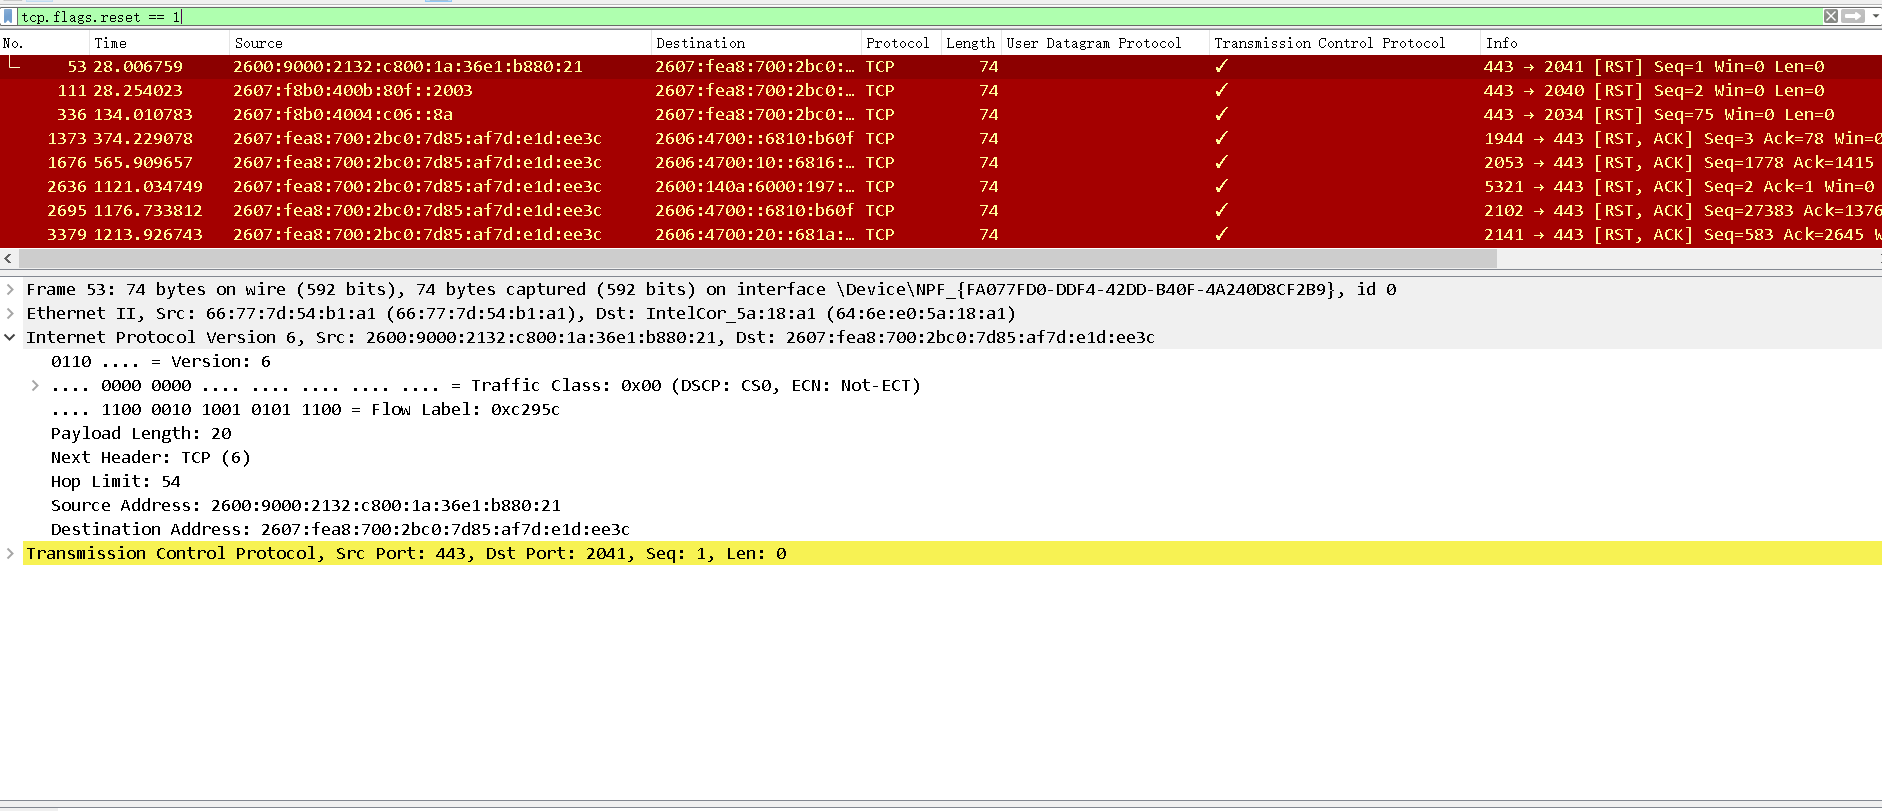 tcp.flags.reset == 1
No. Time Source Destination Protocol Length User Datagram Protocol Transmission Control Protocol Info
53 28.006759 2600:9000:2132:c800:1a:36e1:b880:21 2607:fea8:700:2bc0:… TCP 74 ✓ 443 → 2041 [RST] Seq=1 Win=0 Len=0
111 28.254023 2607:f8b0:400b:80f::2003 2607:fea8:700:2bc0:… TCP 74 ✓ 443 → 2040 [RST] Seq=2 Win=0 Len=0
336 134.010783 2607:f8b0:4004:c06::8a 2607:fea8:700:2bc0:… TCP 74 ✓ 443 → 2034 [RST] Seq=75 Win=0 Len=0
1373 374.229078 2607:fea8:700:2bc0:7d85:af7d:e1d:ee3c 2606:4700::6810:b60f TCP 74 ✓ 1944 → 443 [RST, ACK] Seq=3 Ack=78 Win=0
1676 565.909657 2607:fea8:700:2bc0:7d85:af7d:e1d:ee3c 2606:4700:10::6816:… TCP 74 ✓ 2053 → 443 [RST, ACK] Seq=1778 Ack=1415
2636 1121.034749 2607:fea8:700:2bc0:7d85:af7d:e1d:ee3c 2600:140a:6000:197:… TCP 74 ✓ 5321 → 443 [RST, ACK] Seq=2 Ack=1 Win=0
2695 1176.733812 2607:fea8:700:2bc0:7d85:af7d:e1d:ee3c 2606:4700::6810:b60f TCP 74 ✓ 2102 → 443 [RST, ACK] Seq=27383 Ack=1376
3379 1213.926743 2607:fea8:700:2bc0:7d85:af7d:e1d:ee3c 2606:4700:20::681a:… TCP 74 ✓ 2141 → 443 [RST, ACK] Seq=583 Ack=2645 W
Frame 53: 74 bytes on wire (592 bits), 74 bytes captured (592 bits) on interface \Device\NPF_{FA077FD0-DDF4-42DD-B40F-4A240D8CF2B9}, id 0
Ethernet II, Src: 66:77:7d:54:b1:a1 (66:77:7d:54:b1:a1), Dst: IntelCor_5a:18:a1 (64:6e:e0:5a:18:a1)
Internet Protocol Version 6, Src: 2600:9000:2132:c800:1a:36e1:b880:21, Dst: 2607:fea8:700:2bc0:7d85:af7d:e1d:ee3c
0110 .... = Version: 6
.... 0000 0000 .... .... .... .... .... = Traffic Class: 0x00 (DSCP: CS0, ECN: Not-ECT)
.... 1100 0010 1001 0101 1100 = Flow Label: 0xc295c
Payload Length: 20
Next Header: TCP (6)
Hop Limit: 54
Source Address: 2600:9000:2132:c800:1a:36e1:b880:21
Destination Address: 2607:fea8:700:2bc0:7d85:af7d:e1d:ee3c
Transmission Control Protocol, Src Port: 443, Dst Port: 2041, Seq: 1, Len: 0